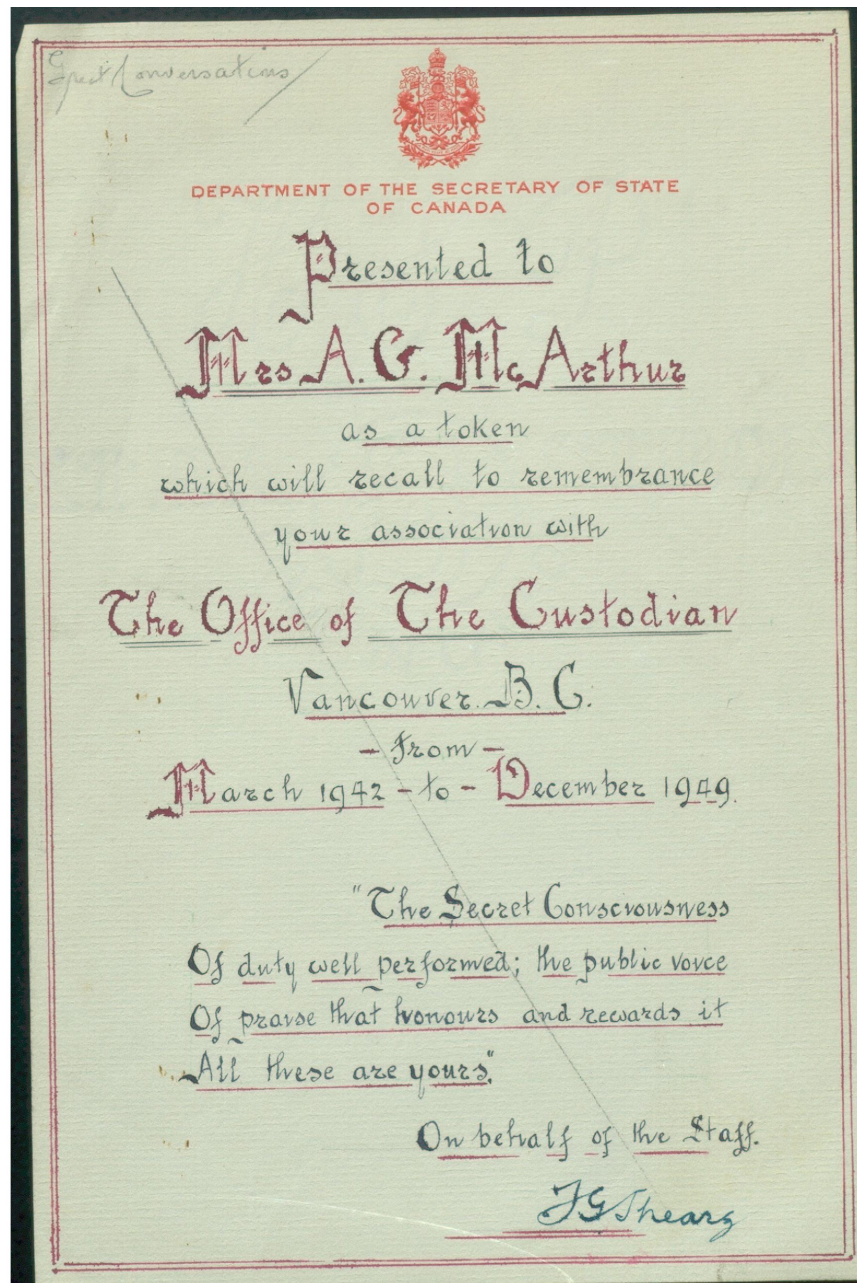 Great Conversations
DEPARTMENT OF THE SECRETARY OF STATE
OF CANADA
Presented to
Mrs A. G. McArthur
as a token
which will recall to remembrance
your association with
The Office of The Custodian
Vancouver. B. C.
- from -
March 1942 - to - December 1949.
"The Secret Consciousness
Of duty well performed; the public voice
Of praise that honours and rewards it
All these are yours."
On behalf of the Staff.
F G Shears